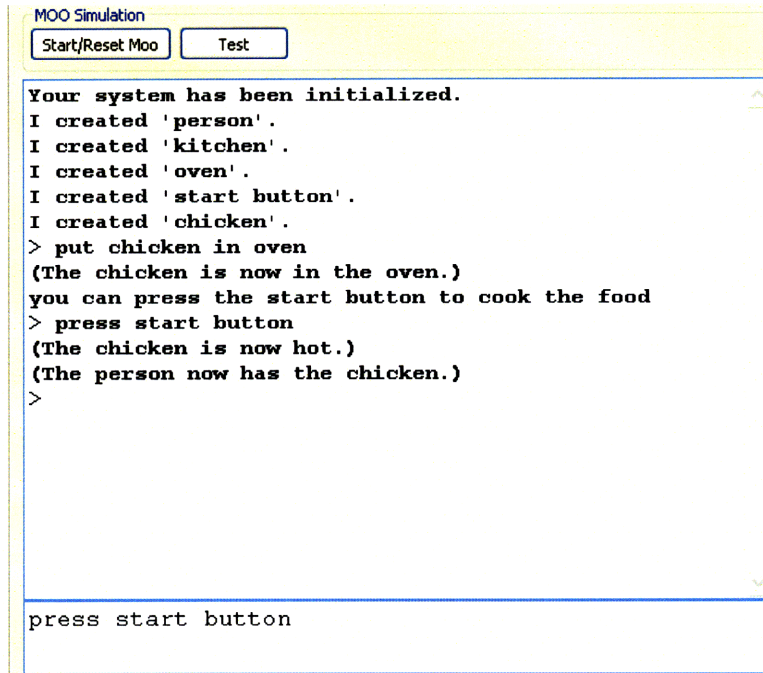 MOO Simulation
Start/Reset Moo Test
Your system has been initialized.
I created 'person'.
I created 'kitchen'.
I created 'oven'.
I created 'start button'.
I created 'chicken'.
> put chicken in oven
(The chicken is now in the oven.)
you can press the start button to cook the food
> press start button
(The chicken is now hot.)
(The person now has the chicken.)
>
press start button